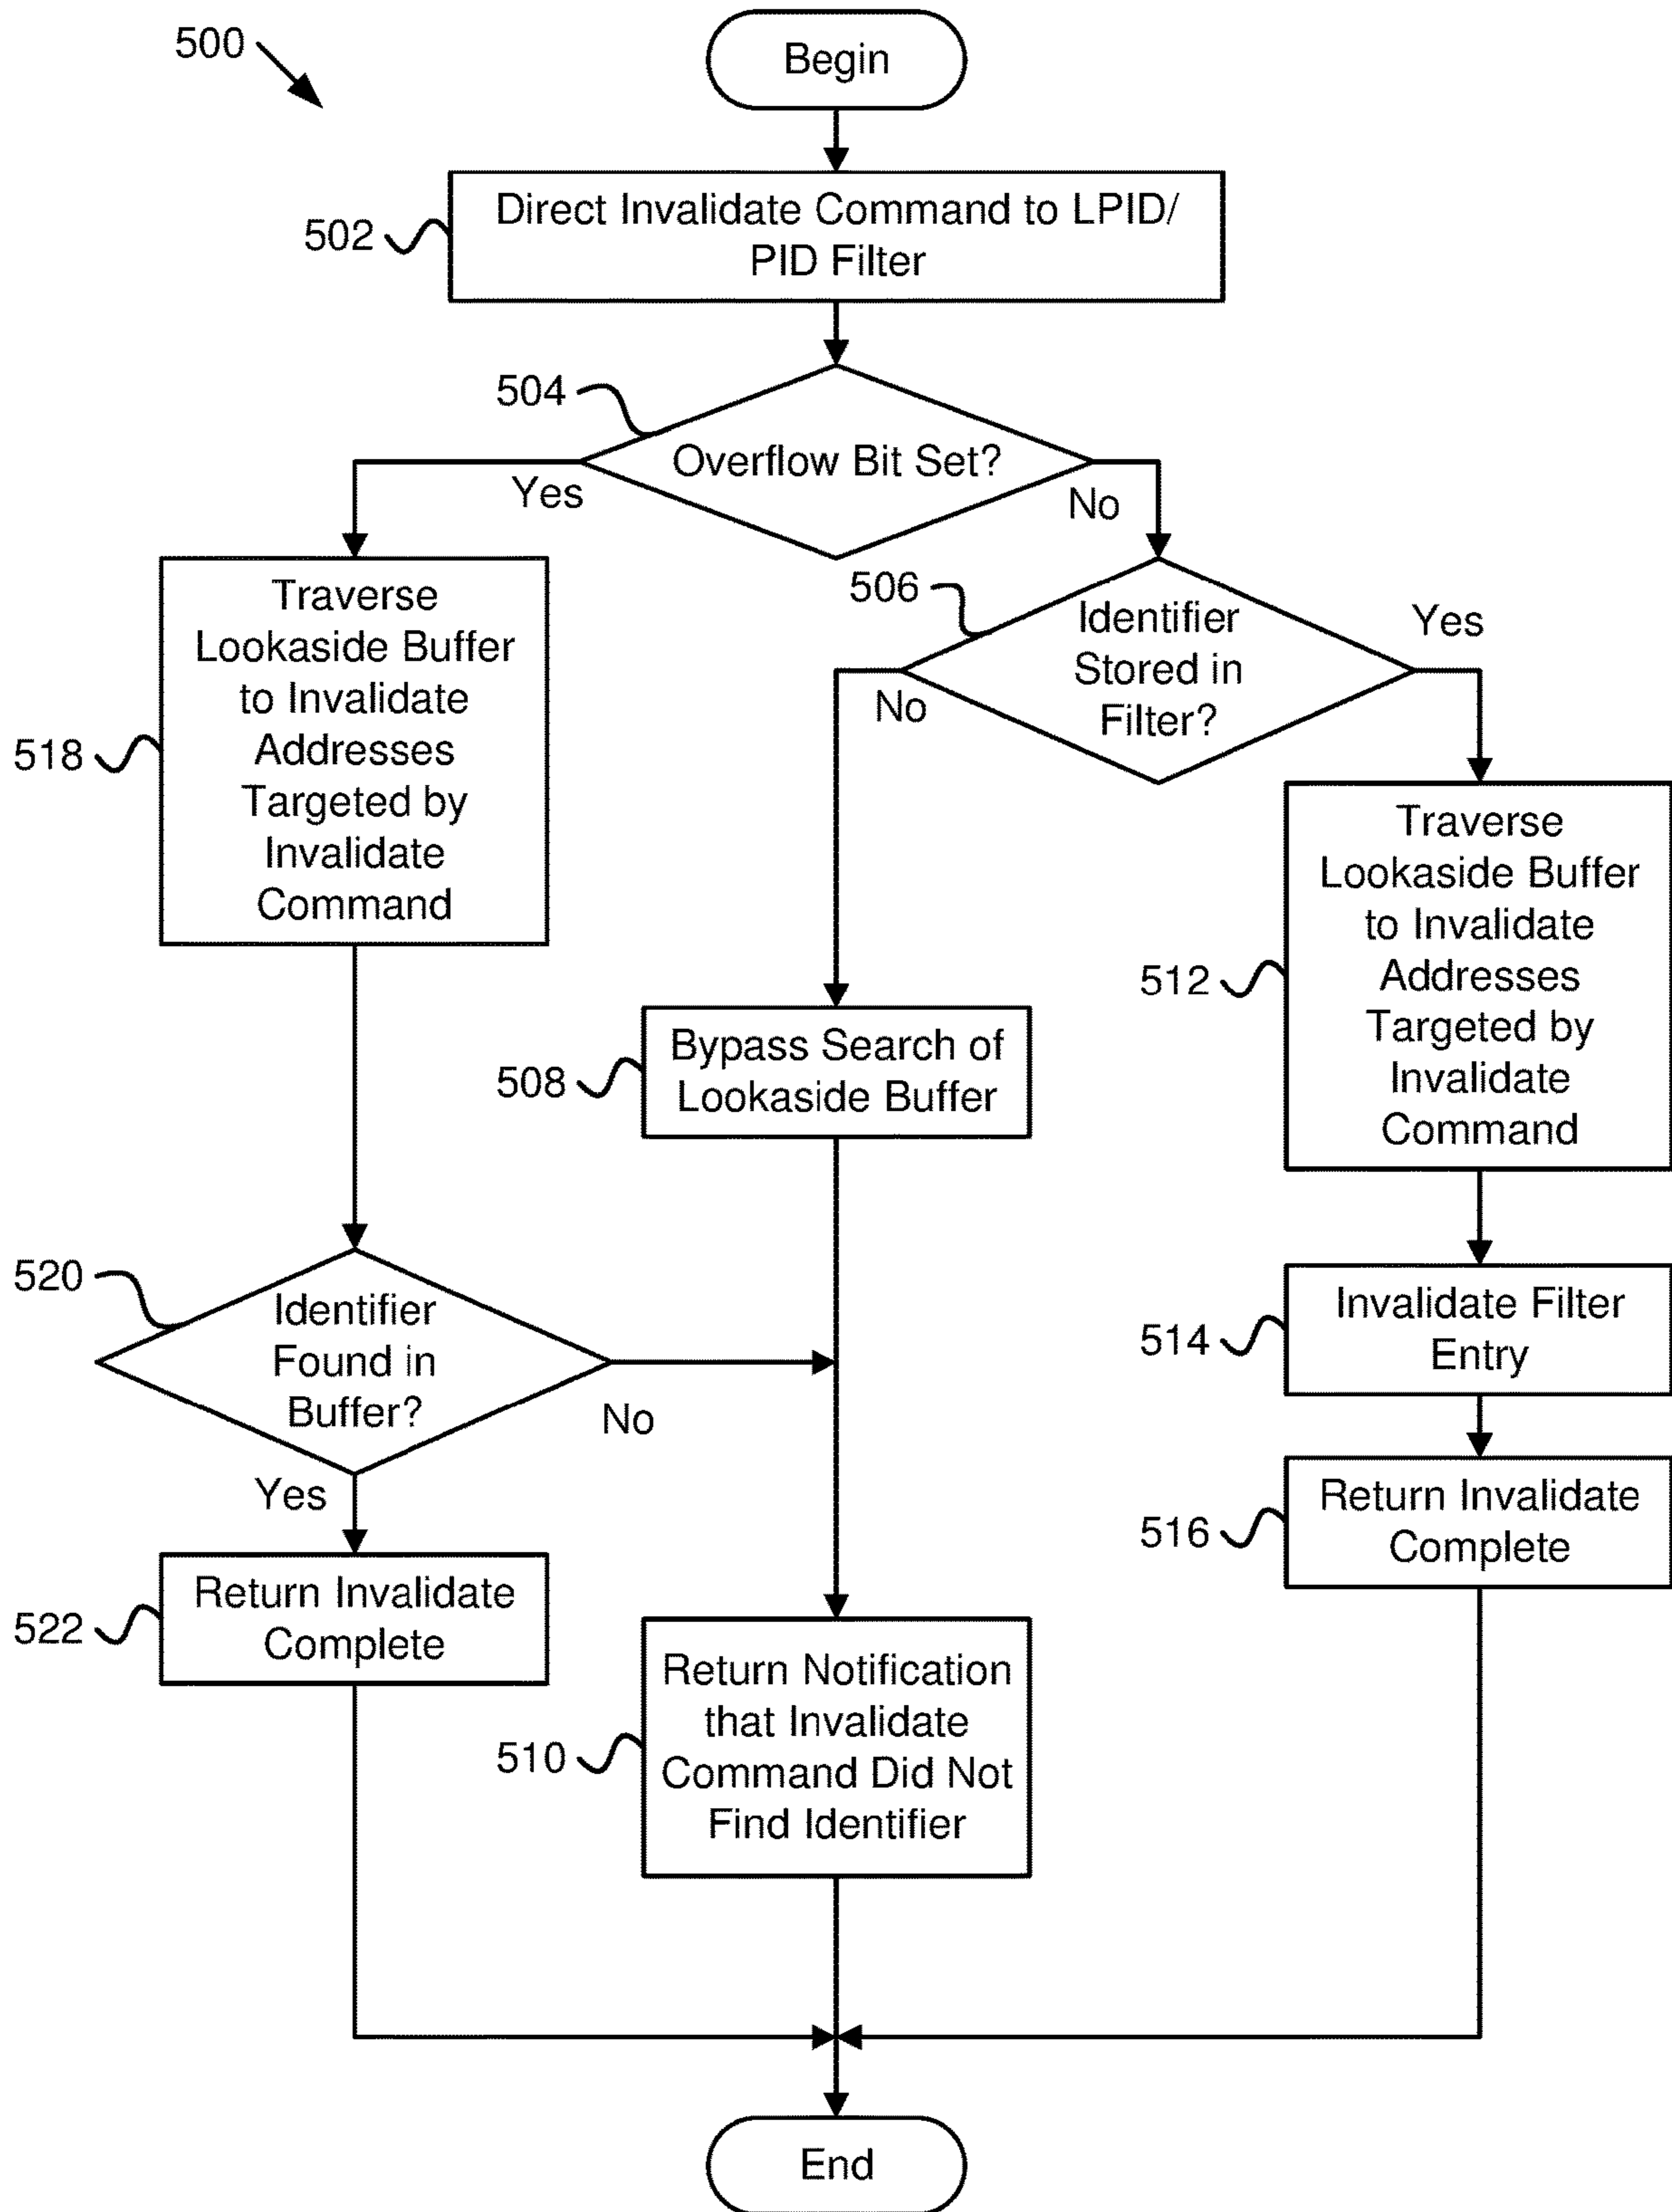 500
Begin
502
Direct Invalidate Command to LPID/
PID Filter
504
Overflow Bit Set?
Yes
No
506
Identifier
Stored in
Filter?
Yes
No
518
Traverse
Lookaside Buffer
to Invalidate
Addresses
Targeted by
Invalidate
Command
508
Bypass Search of
Lookaside Buffer
512
Traverse
Lookaside Buffer
to Invalidate
Addresses
Targeted by
Invalidate
Command
520
Identifier
Found in
Buffer?
No
Yes
514
Invalidate Filter
Entry
516
Return Invalidate
Complete
522
Return Invalidate
Complete
510
Return Notification
that Invalidate
Command Did Not
Find Identifier
End